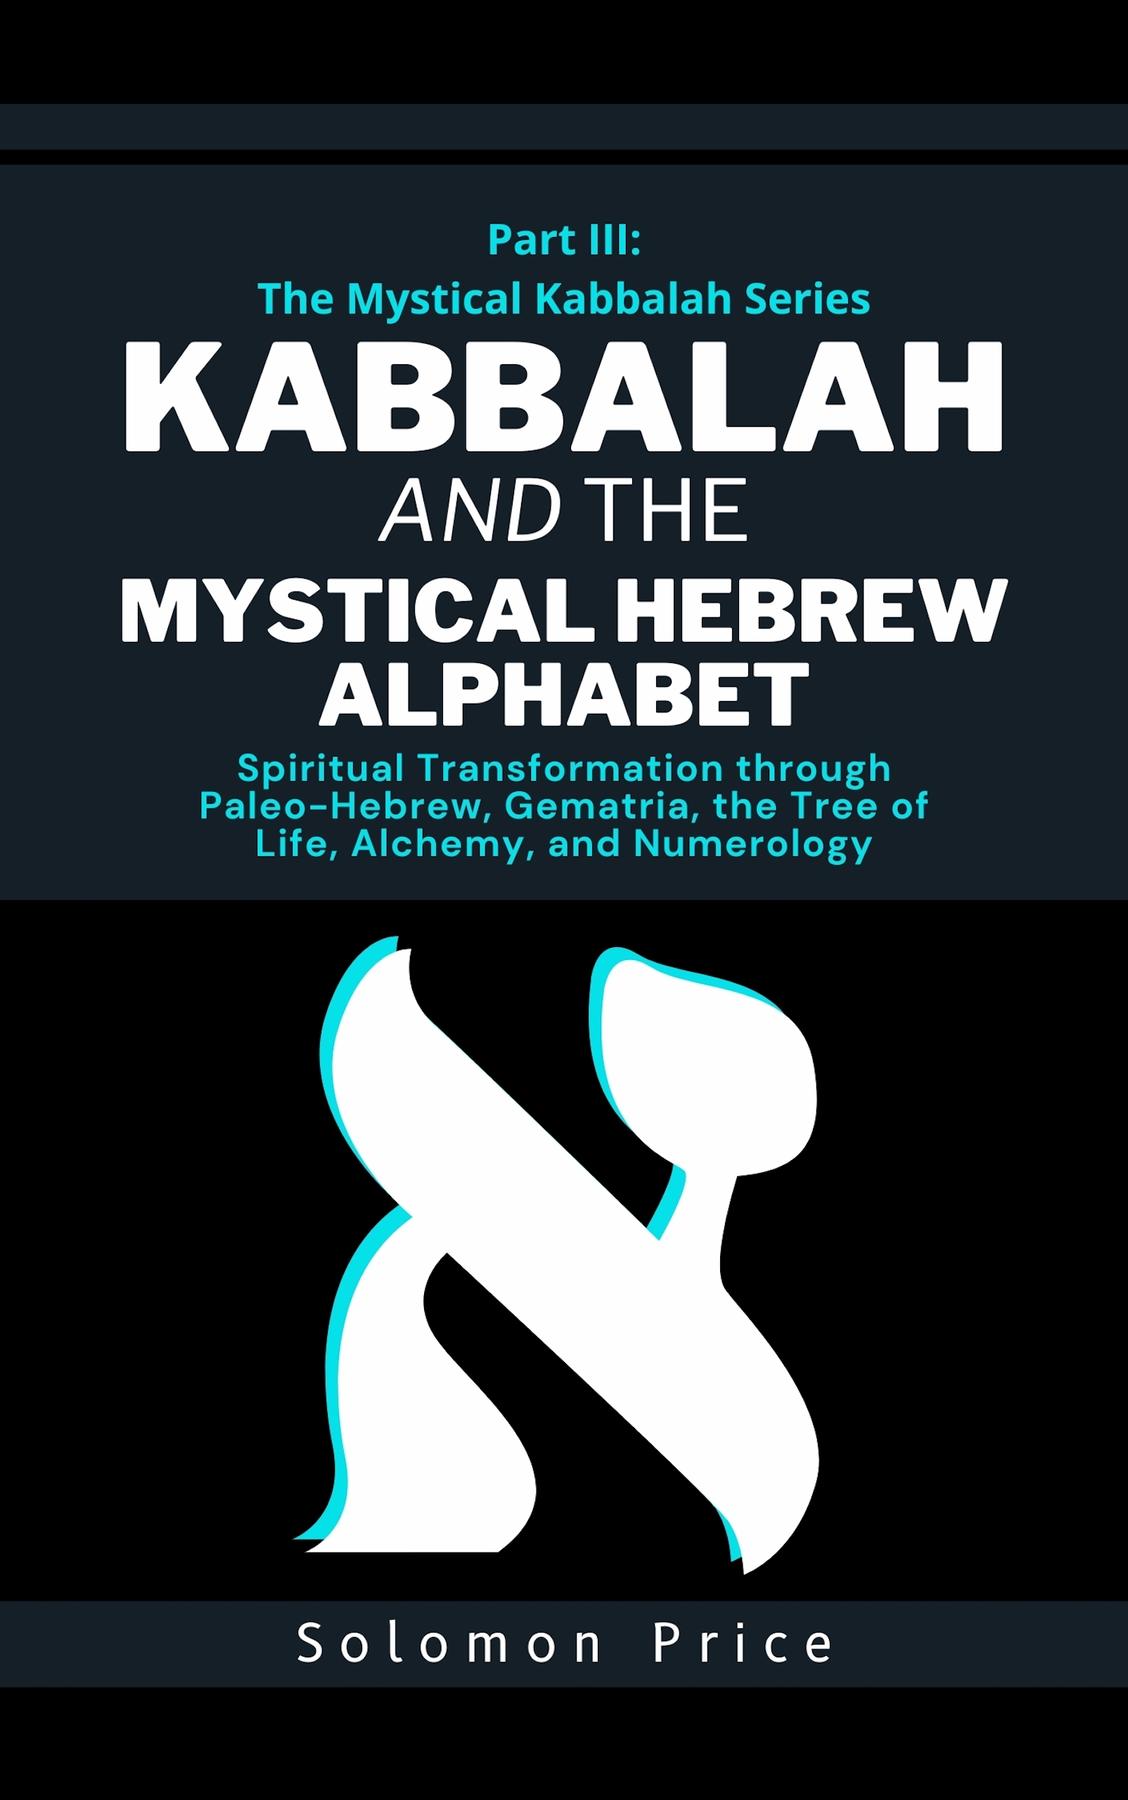 Part III:
The Mystical Kabbalah Series
KABBALAH
AND THE
MYSTICAL HEBREW
ALPHABET
Spiritual Transformation through
Paleo-Hebrew, Gematria, the Tree of
Life, Alchemy, and Numerology
א
Solomon Price